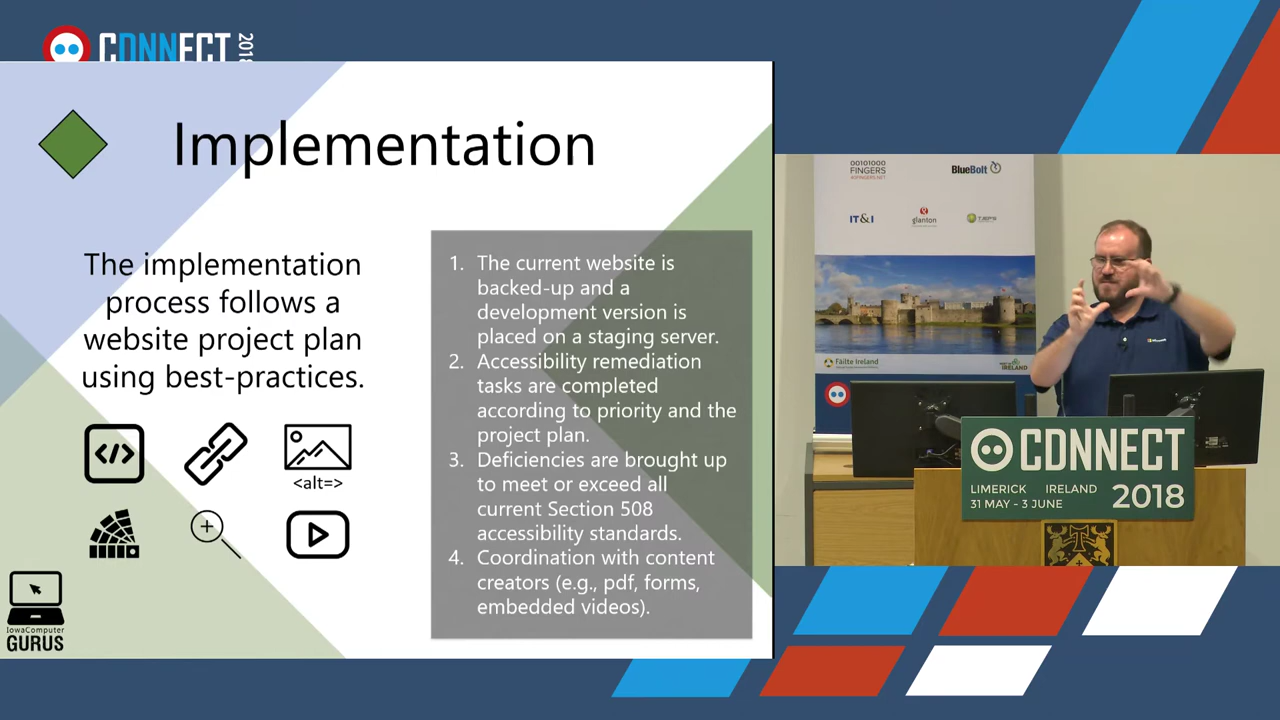 CDNNECT 2018
Implementation
The implementation
process follows a
website project plan
using best-practices.
</>
<alt=>
IowaComputer
GURUS
1. The current website is
backed-up and a
development version is
placed on a staging server.
2. Accessibility remediation
tasks are completed
according to priority and the
project plan.
3. Deficiencies are brought up
to meet or exceed all
current Section 508
accessibility standards.
4. Coordination with content
creators (e.g., pdf, forms,
embedded videos).
00101000
FINGERS
BlueBolt
IT&I
glanton
Fáilte Ireland
IRELAND
CDNNECT
LIMERICK IRELAND
31 MAY - 3 JUNE
2018